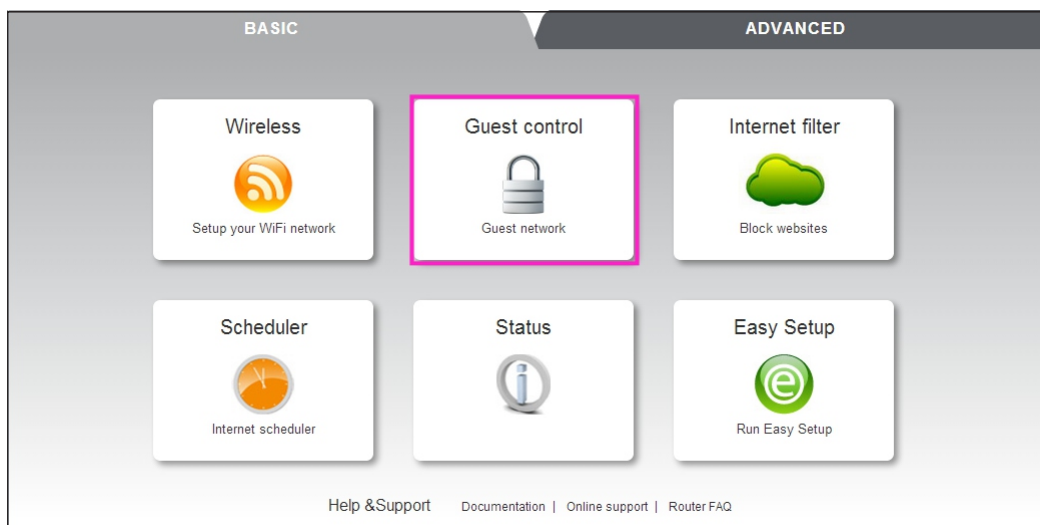 BASIC
ADVANCED
Wireless
Setup your WiFi network
Guest control
Guest network
Internet filter
Block websites
Scheduler
Internet scheduler
Status
Easy Setup
e
Run Easy Setup
Help &Support Documentation | Online support | Router FAQ